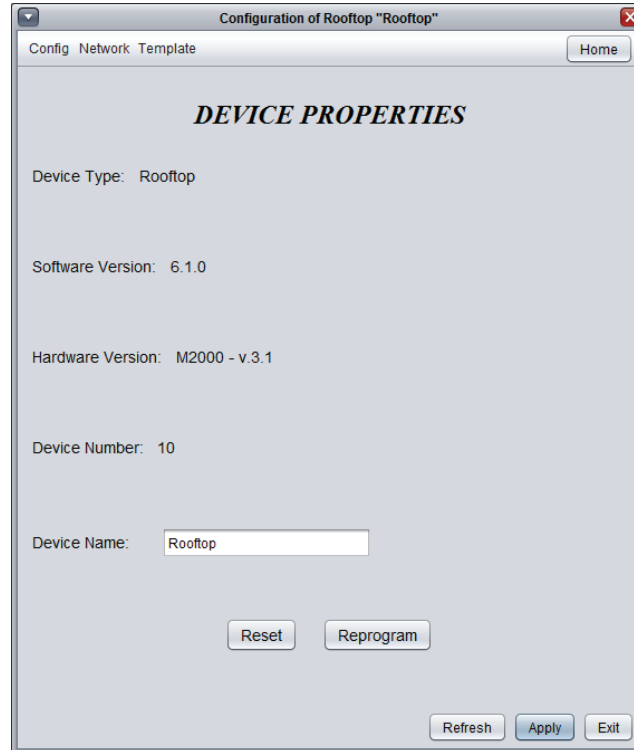 Configuration of Rooftop "Rooftop"
Config Network Template Home
DEVICE PROPERTIES
Device Type: Rooftop
Software Version: 6.1.0
Hardware Version: M2000 - v.3.1
Device Number: 10
Device Name: Rooftop
Reset Reprogram
Refresh Apply Exit